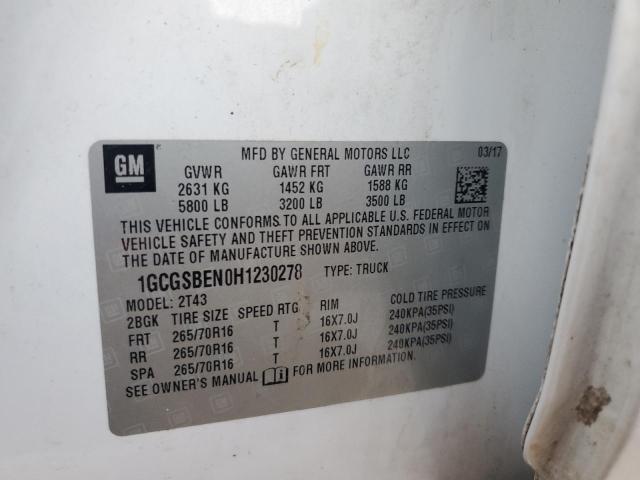 GM
MFD BY GENERAL MOTORS LLC 03/17
GVWR GAWR FRT GAWR RR
2631 KG 1452 KG 1588 KG
5800 LB 3200 LB 3500 LB
THIS VEHICLE CONFORMS TO ALL APPLICABLE U.S. FEDERAL MOTOR
VEHICLE SAFETY AND THEFT PREVENTION STANDARDS IN EFFECT ON
THE DATE OF MANUFACTURE SHOWN ABOVE.
1GCGSBEN0H1230278 TYPE: TRUCK
MODEL: 2T43
2BGK TIRE SIZE SPEED RTG RIM COLD TIRE PRESSURE
FRT 265/70R16 T 16X7.0J 240KPA(35PSI)
RR 265/70R16 T 16X7.0J 240KPA(35PSI)
SPA 265/70R16 T 16X7.0J 240KPA(35PSI)
SEE OWNER'S MANUAL FOR MORE INFORMATION.